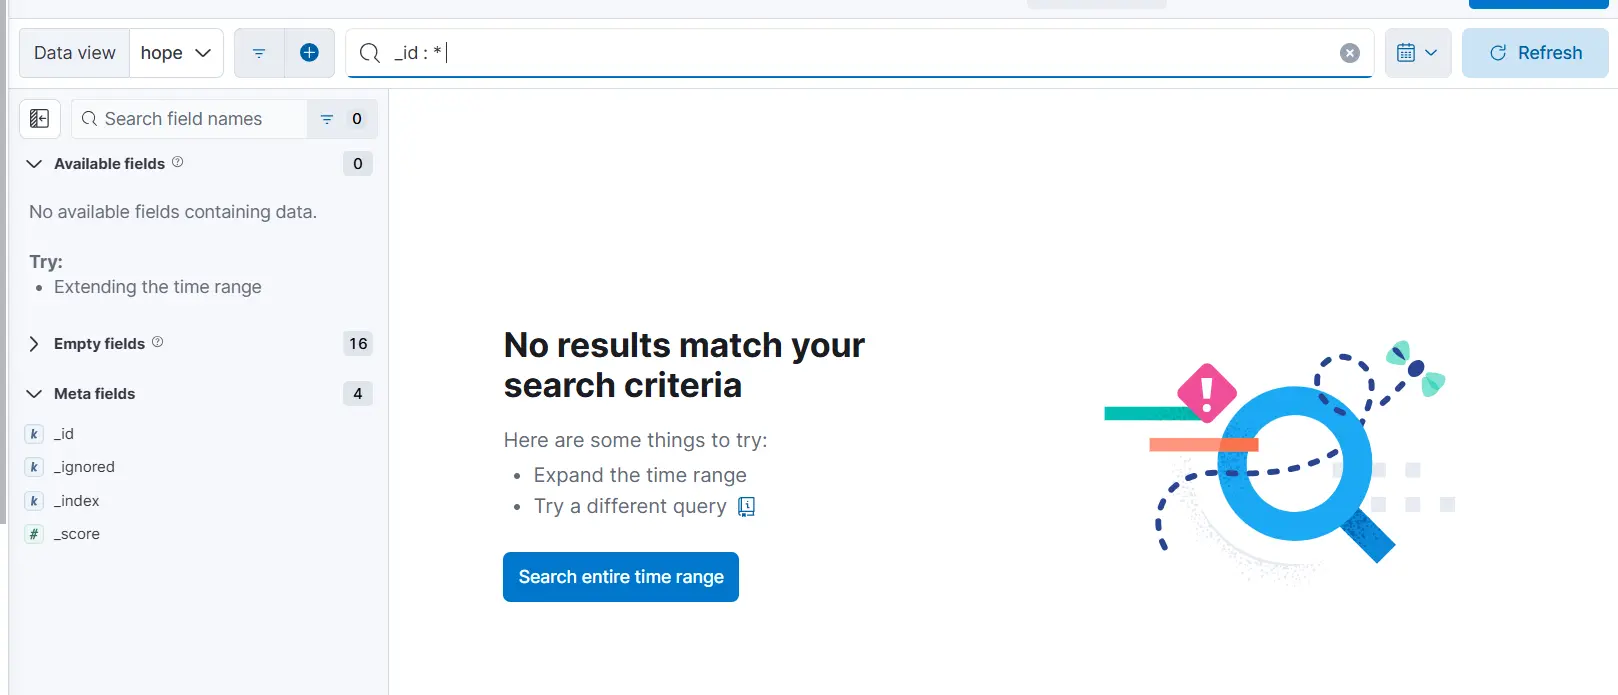 Data view hope _id : * Refresh
Search field names 0
Available fields 0
No available fields containing data.
Try:
• Extending the time range
Empty fields 16
Meta fields 4
k _id
k _ignored
k _index
# _score
No results match your
search criteria
Here are some things to try:
• Expand the time range
• Try a different query
Search entire time range